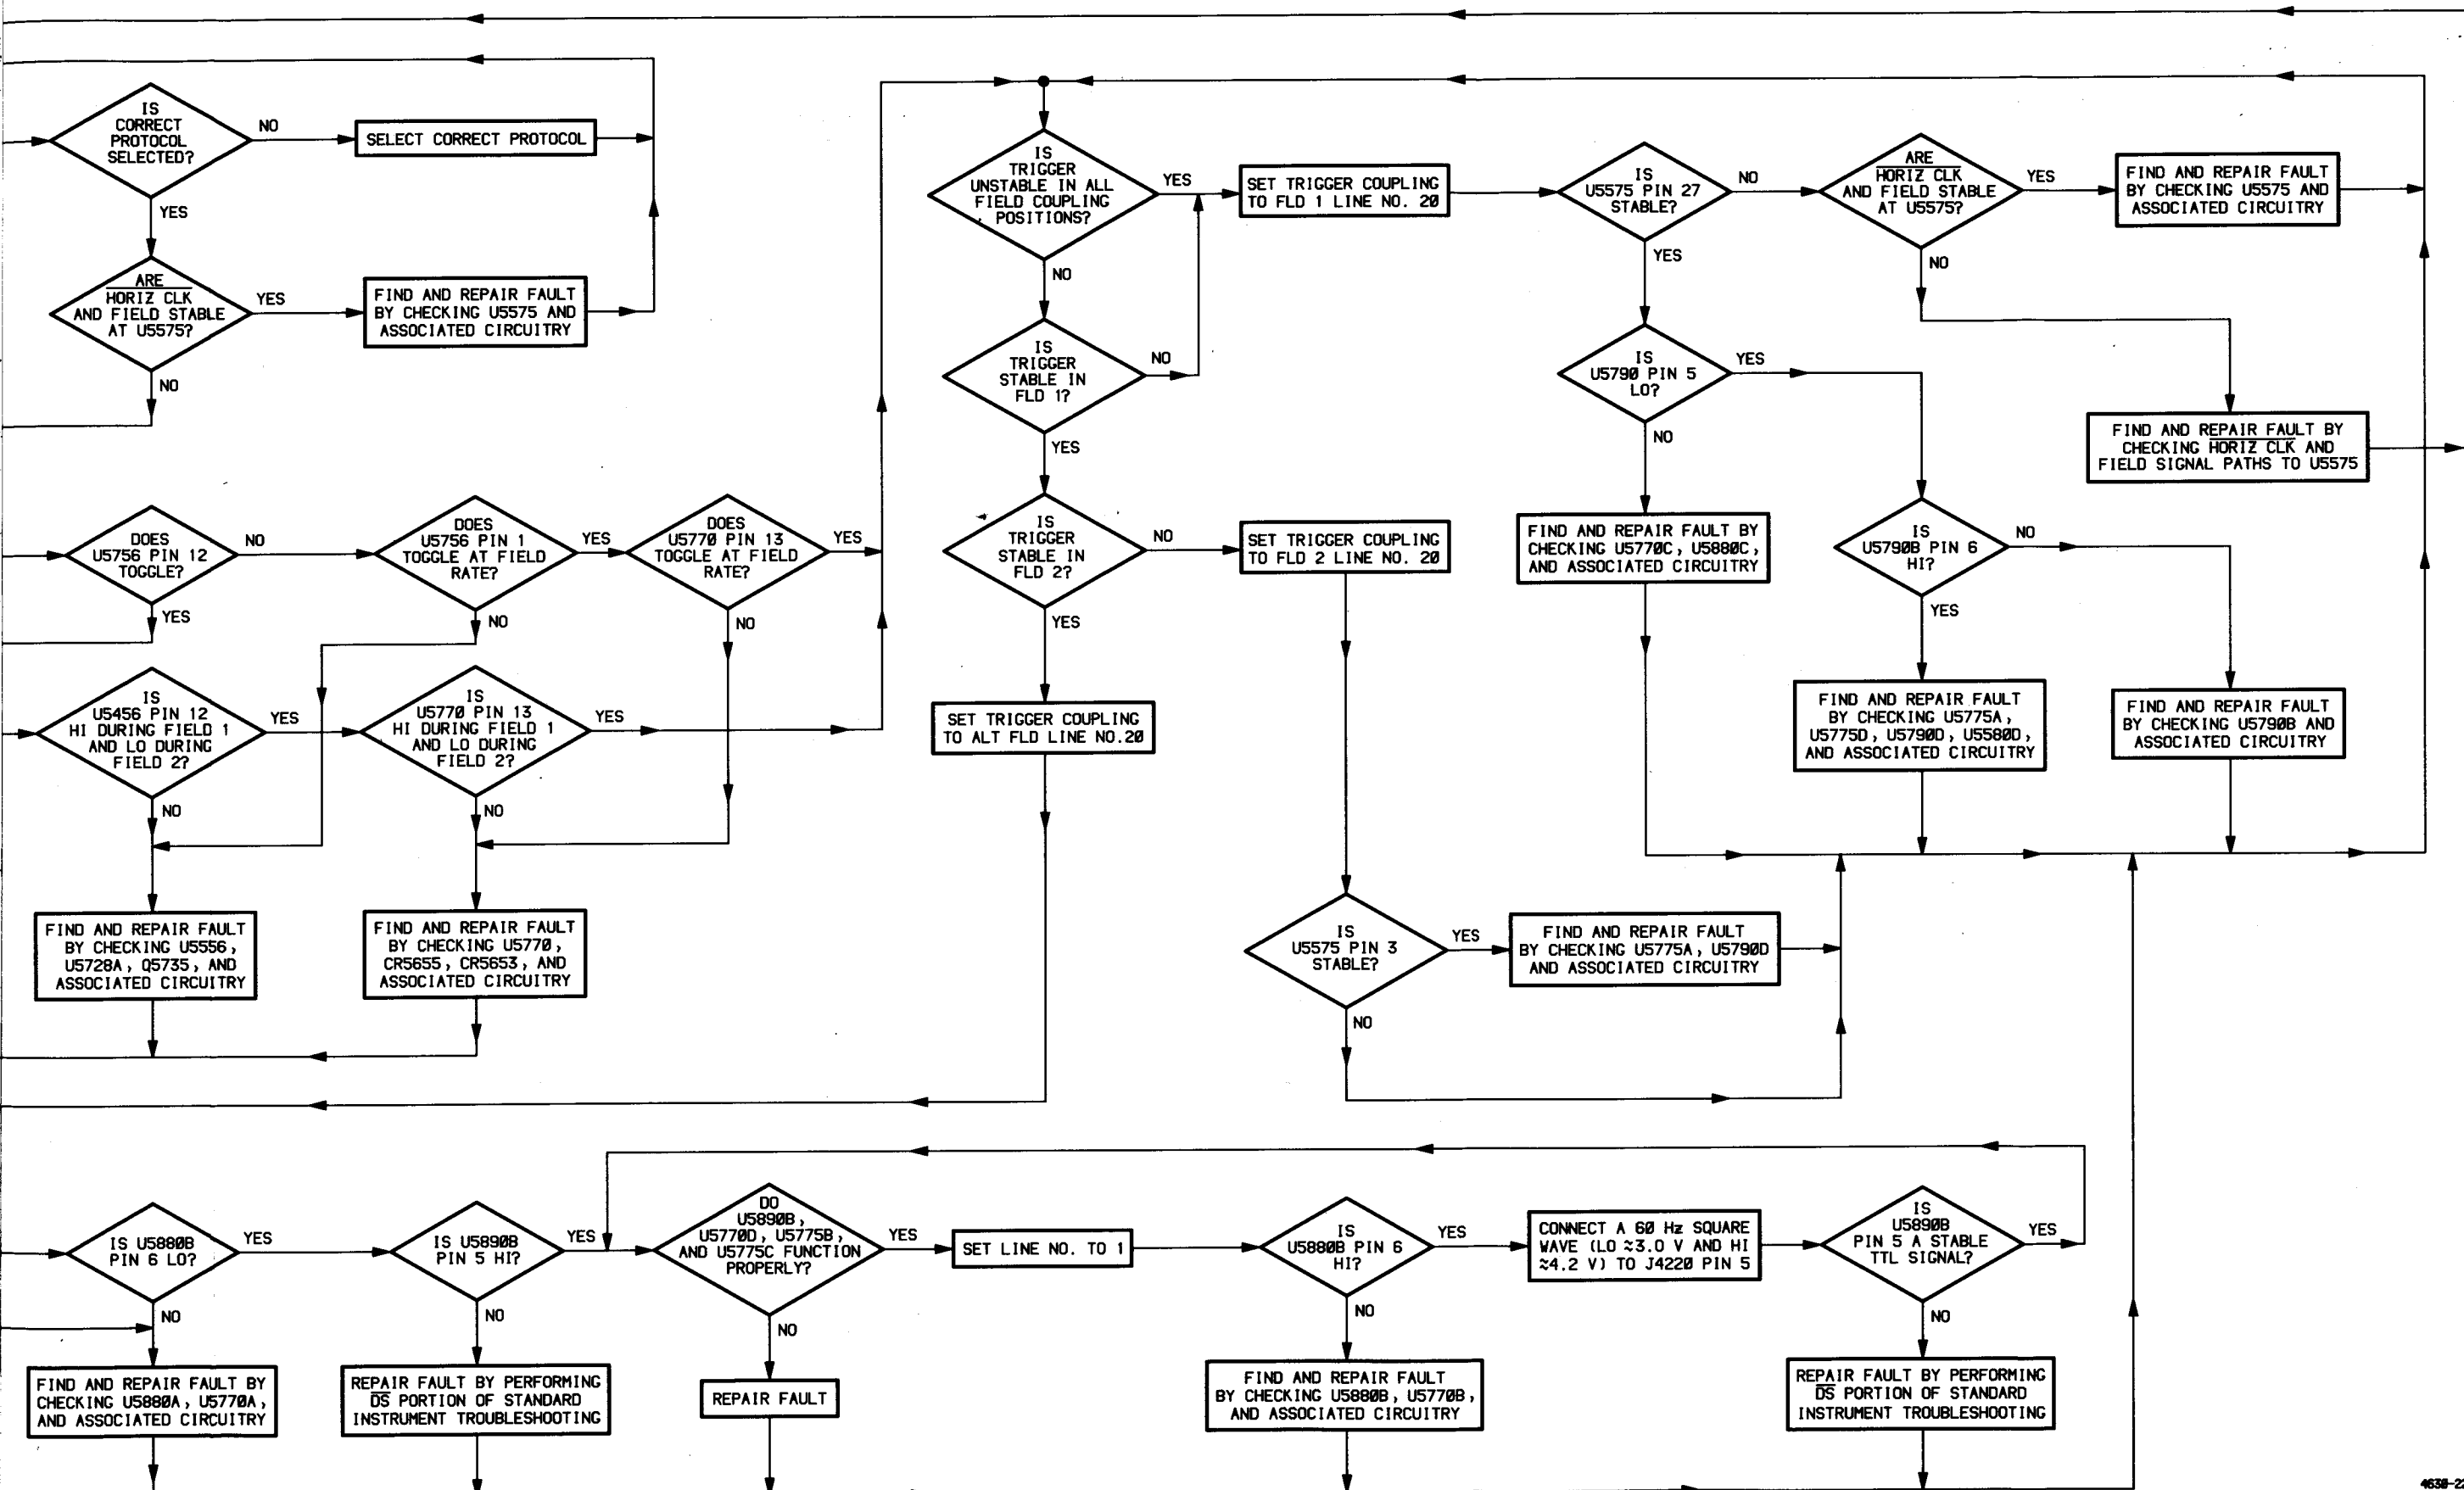 IS
CORRECT
PROTOCOL
SELECTED?
NO
SELECT CORRECT PROTOCOL
YES
ARE
HORIZ CLK
AND FIELD STABLE
AT U5575?
YES
FIND AND REPAIR FAULT
BY CHECKING U5575 AND
ASSOCIATED CIRCUITRY
NO
IS
TRIGGER
UNSTABLE IN ALL
FIELD COUPLING
POSITIONS?
YES
SET TRIGGER COUPLING
TO FLD 1 LINE NO. 20
NO
IS
U5575 PIN 27
STABLE?
NO
YES
ARE
HORIZ CLK
AND FIELD STABLE
AT U5575?
YES
FIND AND REPAIR FAULT
BY CHECKING U5575 AND
ASSOCIATED CIRCUITRY
NO
FIND AND REPAIR FAULT BY
CHECKING HORIZ CLK AND
FIELD SIGNAL PATHS TO U5575
IS
TRIGGER
STABLE IN
FLD 1?
NO
YES
IS
U5790 PIN 5
LO?
YES
NO
FIND AND REPAIR FAULT BY
CHECKING U5770C, U5880C,
AND ASSOCIATED CIRCUITRY
IS
U5790B PIN 6
HI?
NO
YES
FIND AND REPAIR FAULT
BY CHECKING U5775A,
U5775D, U5790D, U5580D,
AND ASSOCIATED CIRCUITRY
FIND AND REPAIR FAULT
BY CHECKING U5790B AND
ASSOCIATED CIRCUITRY
DOES
U5756 PIN 12
TOGGLE?
NO
YES
DOES
U5756 PIN 1
TOGGLE AT FIELD
RATE?
YES
NO
DOES
U5770 PIN 13
TOGGLE AT FIELD
RATE?
YES
NO
IS
TRIGGER
STABLE IN
FLD 2?
NO
SET TRIGGER COUPLING
TO FLD 2 LINE NO. 20
YES
SET TRIGGER COUPLING
TO ALT FLD LINE NO.20
IS
U5456 PIN 12
HI DURING FIELD 1
AND LO DURING
FIELD 2?
YES
NO
IS
U5770 PIN 13
HI DURING FIELD 1
AND LO DURING
FIELD 2?
YES
NO
FIND AND REPAIR FAULT
BY CHECKING U5556,
U5728A, Q5735, AND
ASSOCIATED CIRCUITRY
FIND AND REPAIR FAULT
BY CHECKING U5770,
CR5655, CR5653, AND
ASSOCIATED CIRCUITRY
IS
U5575 PIN 3
STABLE?
YES
FIND AND REPAIR FAULT
BY CHECKING U5775A, U5790D
AND ASSOCIATED CIRCUITRY
NO
IS U5880B
PIN 6 LO?
YES
NO
FIND AND REPAIR FAULT BY
CHECKING U5880A, U5770A,
AND ASSOCIATED CIRCUITRY
IS U5890B
PIN 5 HI?
YES
NO
REPAIR FAULT BY PERFORMING
DS PORTION OF STANDARD
INSTRUMENT TROUBLESHOOTING
DO
U5890B,
U5770D, U5775B,
AND U5775C FUNCTION
PROPERLY?
YES
NO
REPAIR FAULT
SET LINE NO. TO 1
IS
U5880B PIN 6
HI?
YES
NO
FIND AND REPAIR FAULT
BY CHECKING U5880B, U5770B,
AND ASSOCIATED CIRCUITRY
CONNECT A 60 Hz SQUARE
WAVE (LO ≈3.0 V AND HI
≈4.2 V) TO J4220 PIN 5
IS
U5890B
PIN 5 A STABLE
TTL SIGNAL?
YES
NO
REPAIR FAULT BY PERFORMING
DS PORTION OF STANDARD
INSTRUMENT TROUBLESHOOTING
4630-22